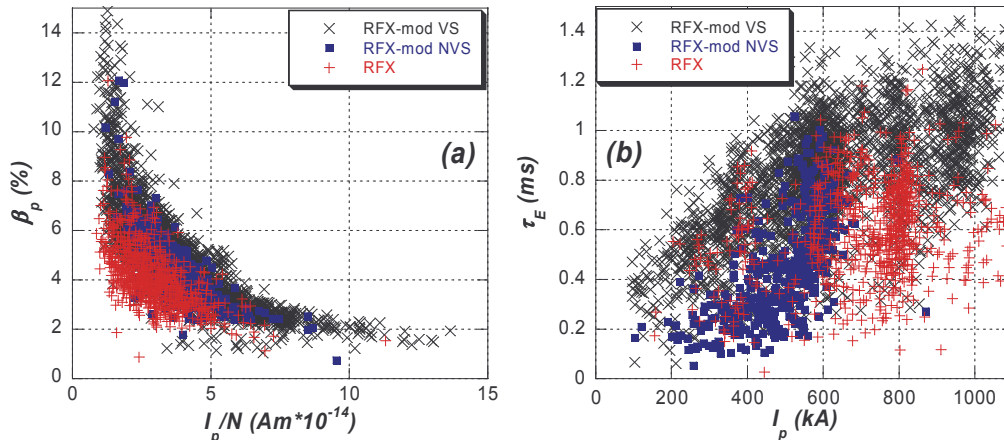 RFX-mod VS
RFX-mod NVS
RFX
(a)
β_p (%)
14
12
10
8
6
4
2
0
0
5
10
15
I_p/N (Am*10^-14)
RFX-mod VS
RFX-mod NVS
RFX
(b)
τ_E (ms)
1.4
1.2
1
0.8
0.6
0.4
0.2
0
0
200
400
600
800
1000
I_p (kA)